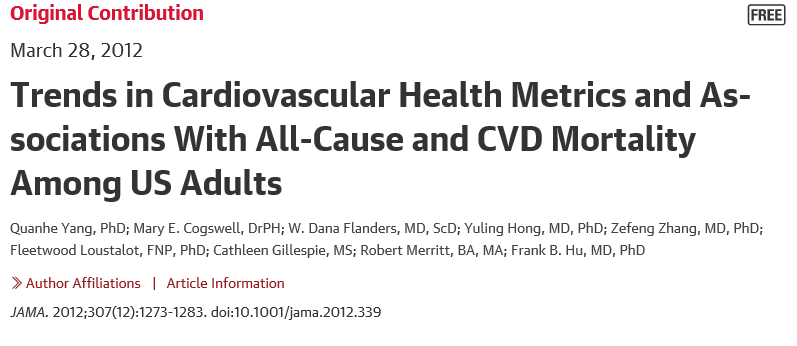 Original Contribution
FREE
March 28, 2012
Trends in Cardiovascular Health Metrics and As-
sociations With All-Cause and CVD Mortality
Among US Adults
Quanhe Yang, PhD; Mary E. Cogswell, DrPH; W. Dana Flanders, MD, ScD; Yuling Hong, MD, PhD; Zefeng Zhang, MD, PhD;
Fleetwood Loustalot, FNP, PhD; Cathleen Gillespie, MS; Robert Merritt, BA, MA; Frank B. Hu, MD, PhD
Author Affiliations | Article Information
JAMA. 2012;307(12):1273-1283. doi:10.1001/jama.2012.339